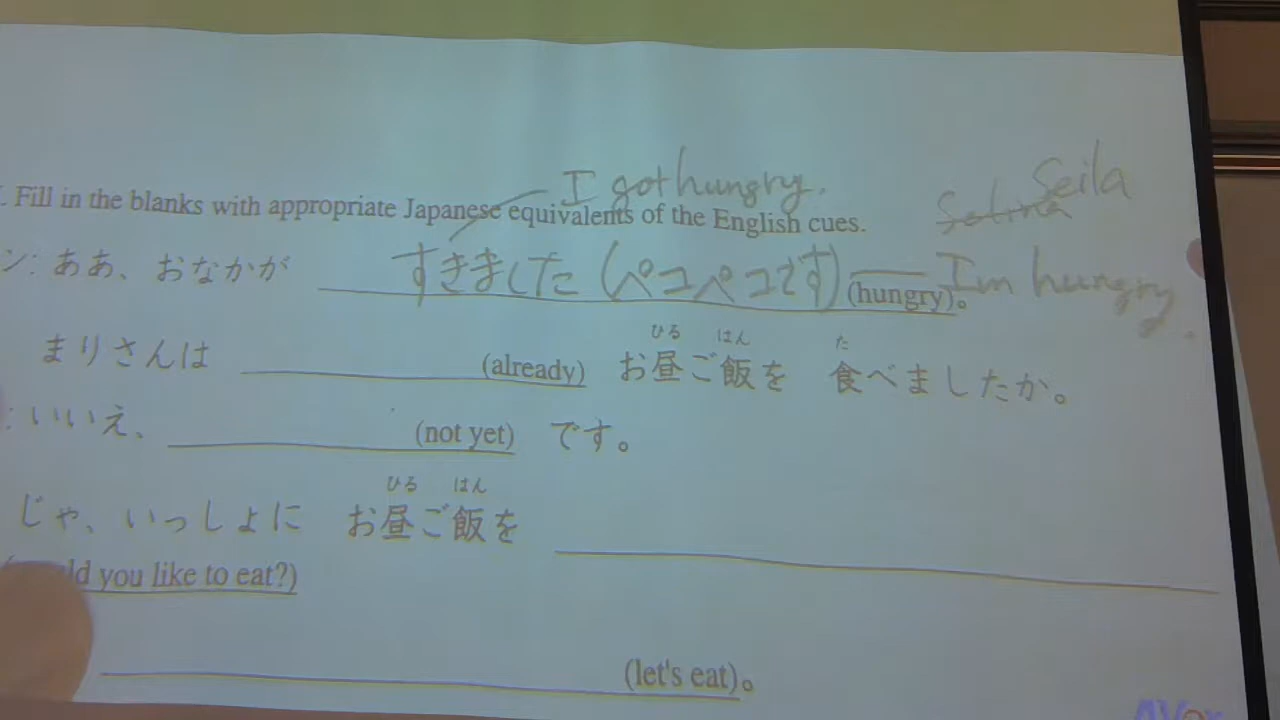 I got hungry.
Seila
Fill in the blanks with appropriate Japanese equivalents of the English cues.
ン: ああ、おなかが すきました (ペコペコです) (hungry)。 I'm hungry.
ひる はん た
まりさんは (already) お昼ご飯を 食べましたか。
: いいえ、 (not yet) です。
ひる はん
じゃ、いっしょに お昼ご飯を
ld you like to eat?)
(let's eat)。